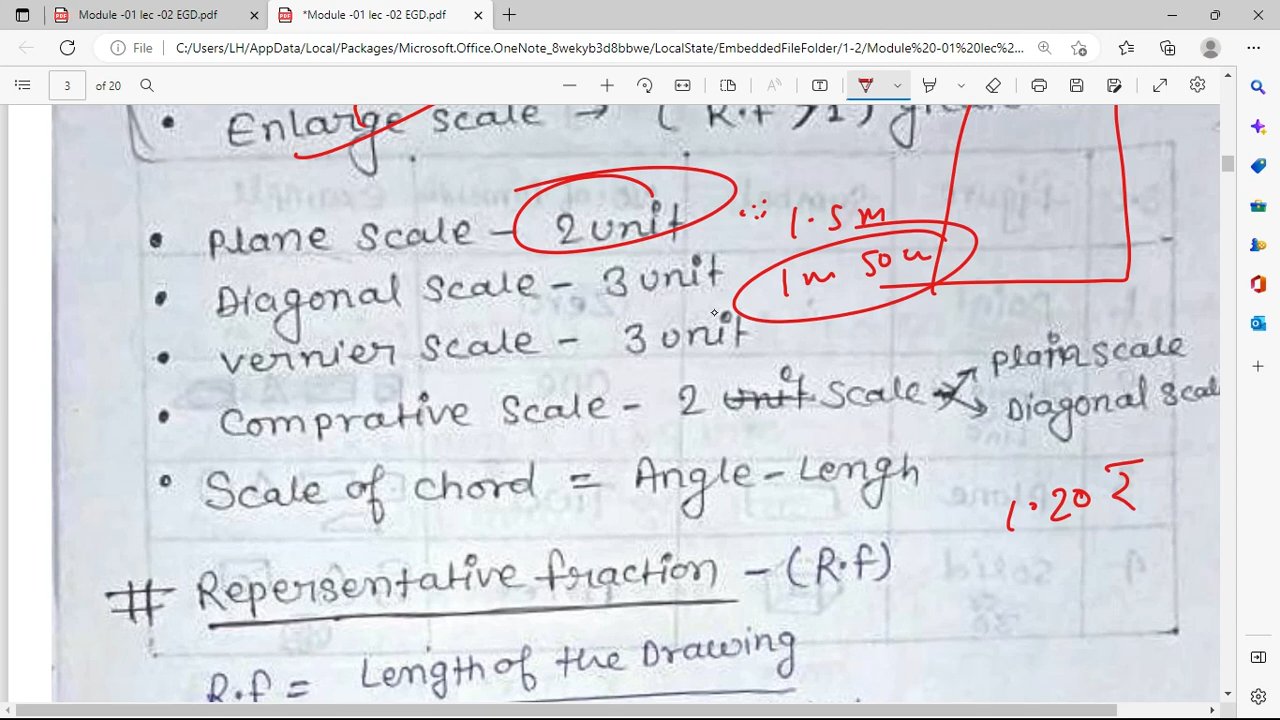 Module -01 lec -02 EGD.pdf
*Module -01 lec -02 EGD.pdf
File
C:/Users/LH/AppData/Local/Packages/Microsoft.Office.OneNote_8wekyb3d8bbwe/LocalState/EmbeddedFileFolder/1-2/Module%20-01%20lec%2...
3 of 20
• Enlarge scale → (R.f >1)
• Plane Scale - 2 unit ∴ 1.5 m
1 m 50 u
• Diagonal Scale - 3 unit
• vernier scale - 3 unit
• Comprative Scale - 2 unit Scale
plain scale
Diagonal Scal
• Scale of chord = Angle - Lengh
1.20
# Repersentative fraction - (R.f)
R.f = Length of the Drawing